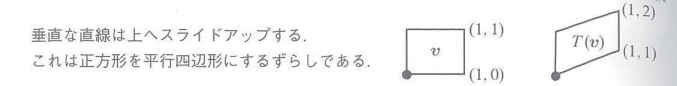 垂直な直線は上へスライドアップする.
これは正方形を平行四辺形にするずらしである.
(1, 1)
v
(1, 0)
(1, 2)
T(v)
(1, 1)